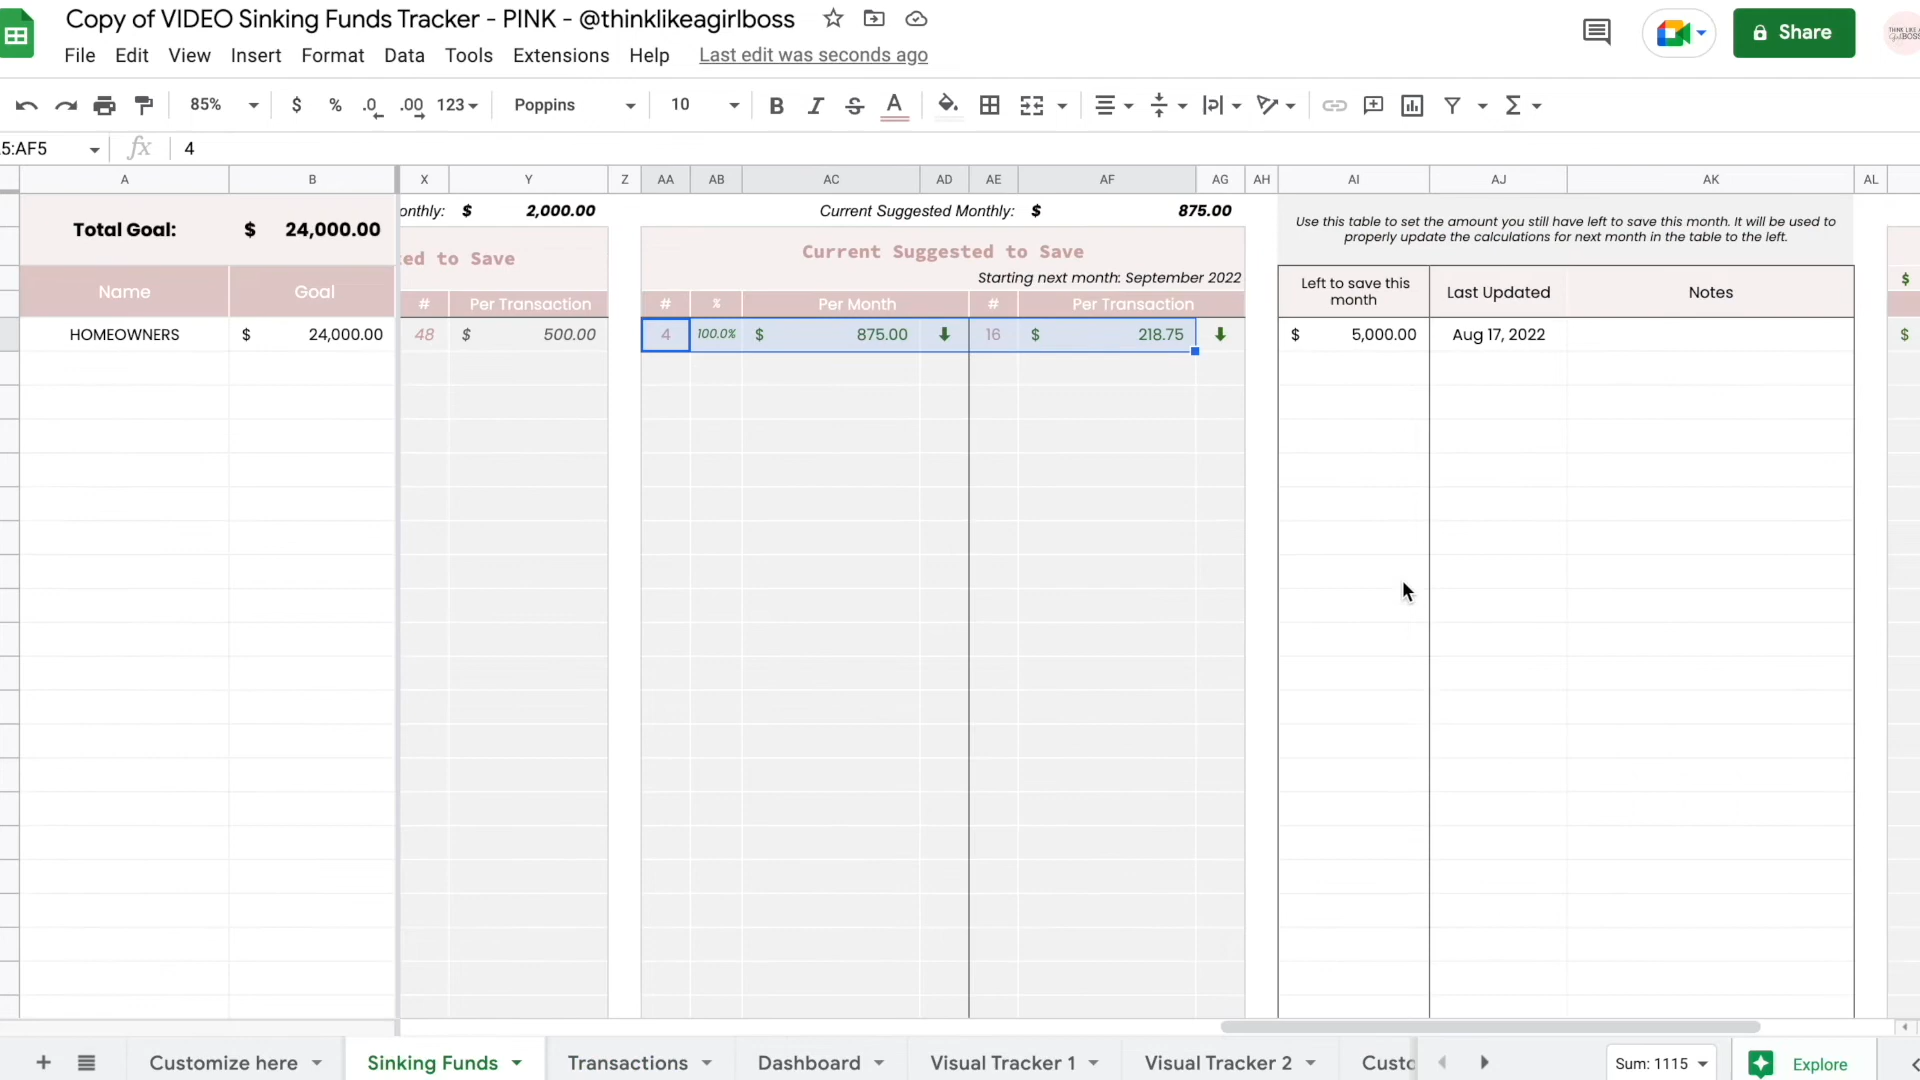 Copy of VIDEO Sinking Funds Tracker - PINK - @thinklikeagirlboss
File Edit View Insert Format Data Tools Extensions Help Last edit was seconds ago
Share
85% $ % .0 .00 123 Poppins 10 B I S A
5:AF5 fx 4
A B X Y Z AA AB AC AD AE AF AG AH AI AJ AK AL
Total Goal: $ 24,000.00
onthly: $ 2,000.00
Current Suggested Monthly: $ 875.00
Use this table to set the amount you still have left to save this month. It will be used to
properly update the calculations for next month in the table to the left.
ed to Save
Current Suggested to Save
Starting next month: September 2022
$
Name Goal # Per Transaction # % Per Month # Per Transaction
Left to save this
month
Last Updated Notes
HOMEOWNERS $ 24,000.00 48 $ 500.00 4 100.0% $ 875.00 16 $ 218.75 $ 5,000.00 Aug 17, 2022 $
Customize here Sinking Funds Transactions Dashboard Visual Tracker 1 Visual Tracker 2 Custo Sum: 1115 Explore